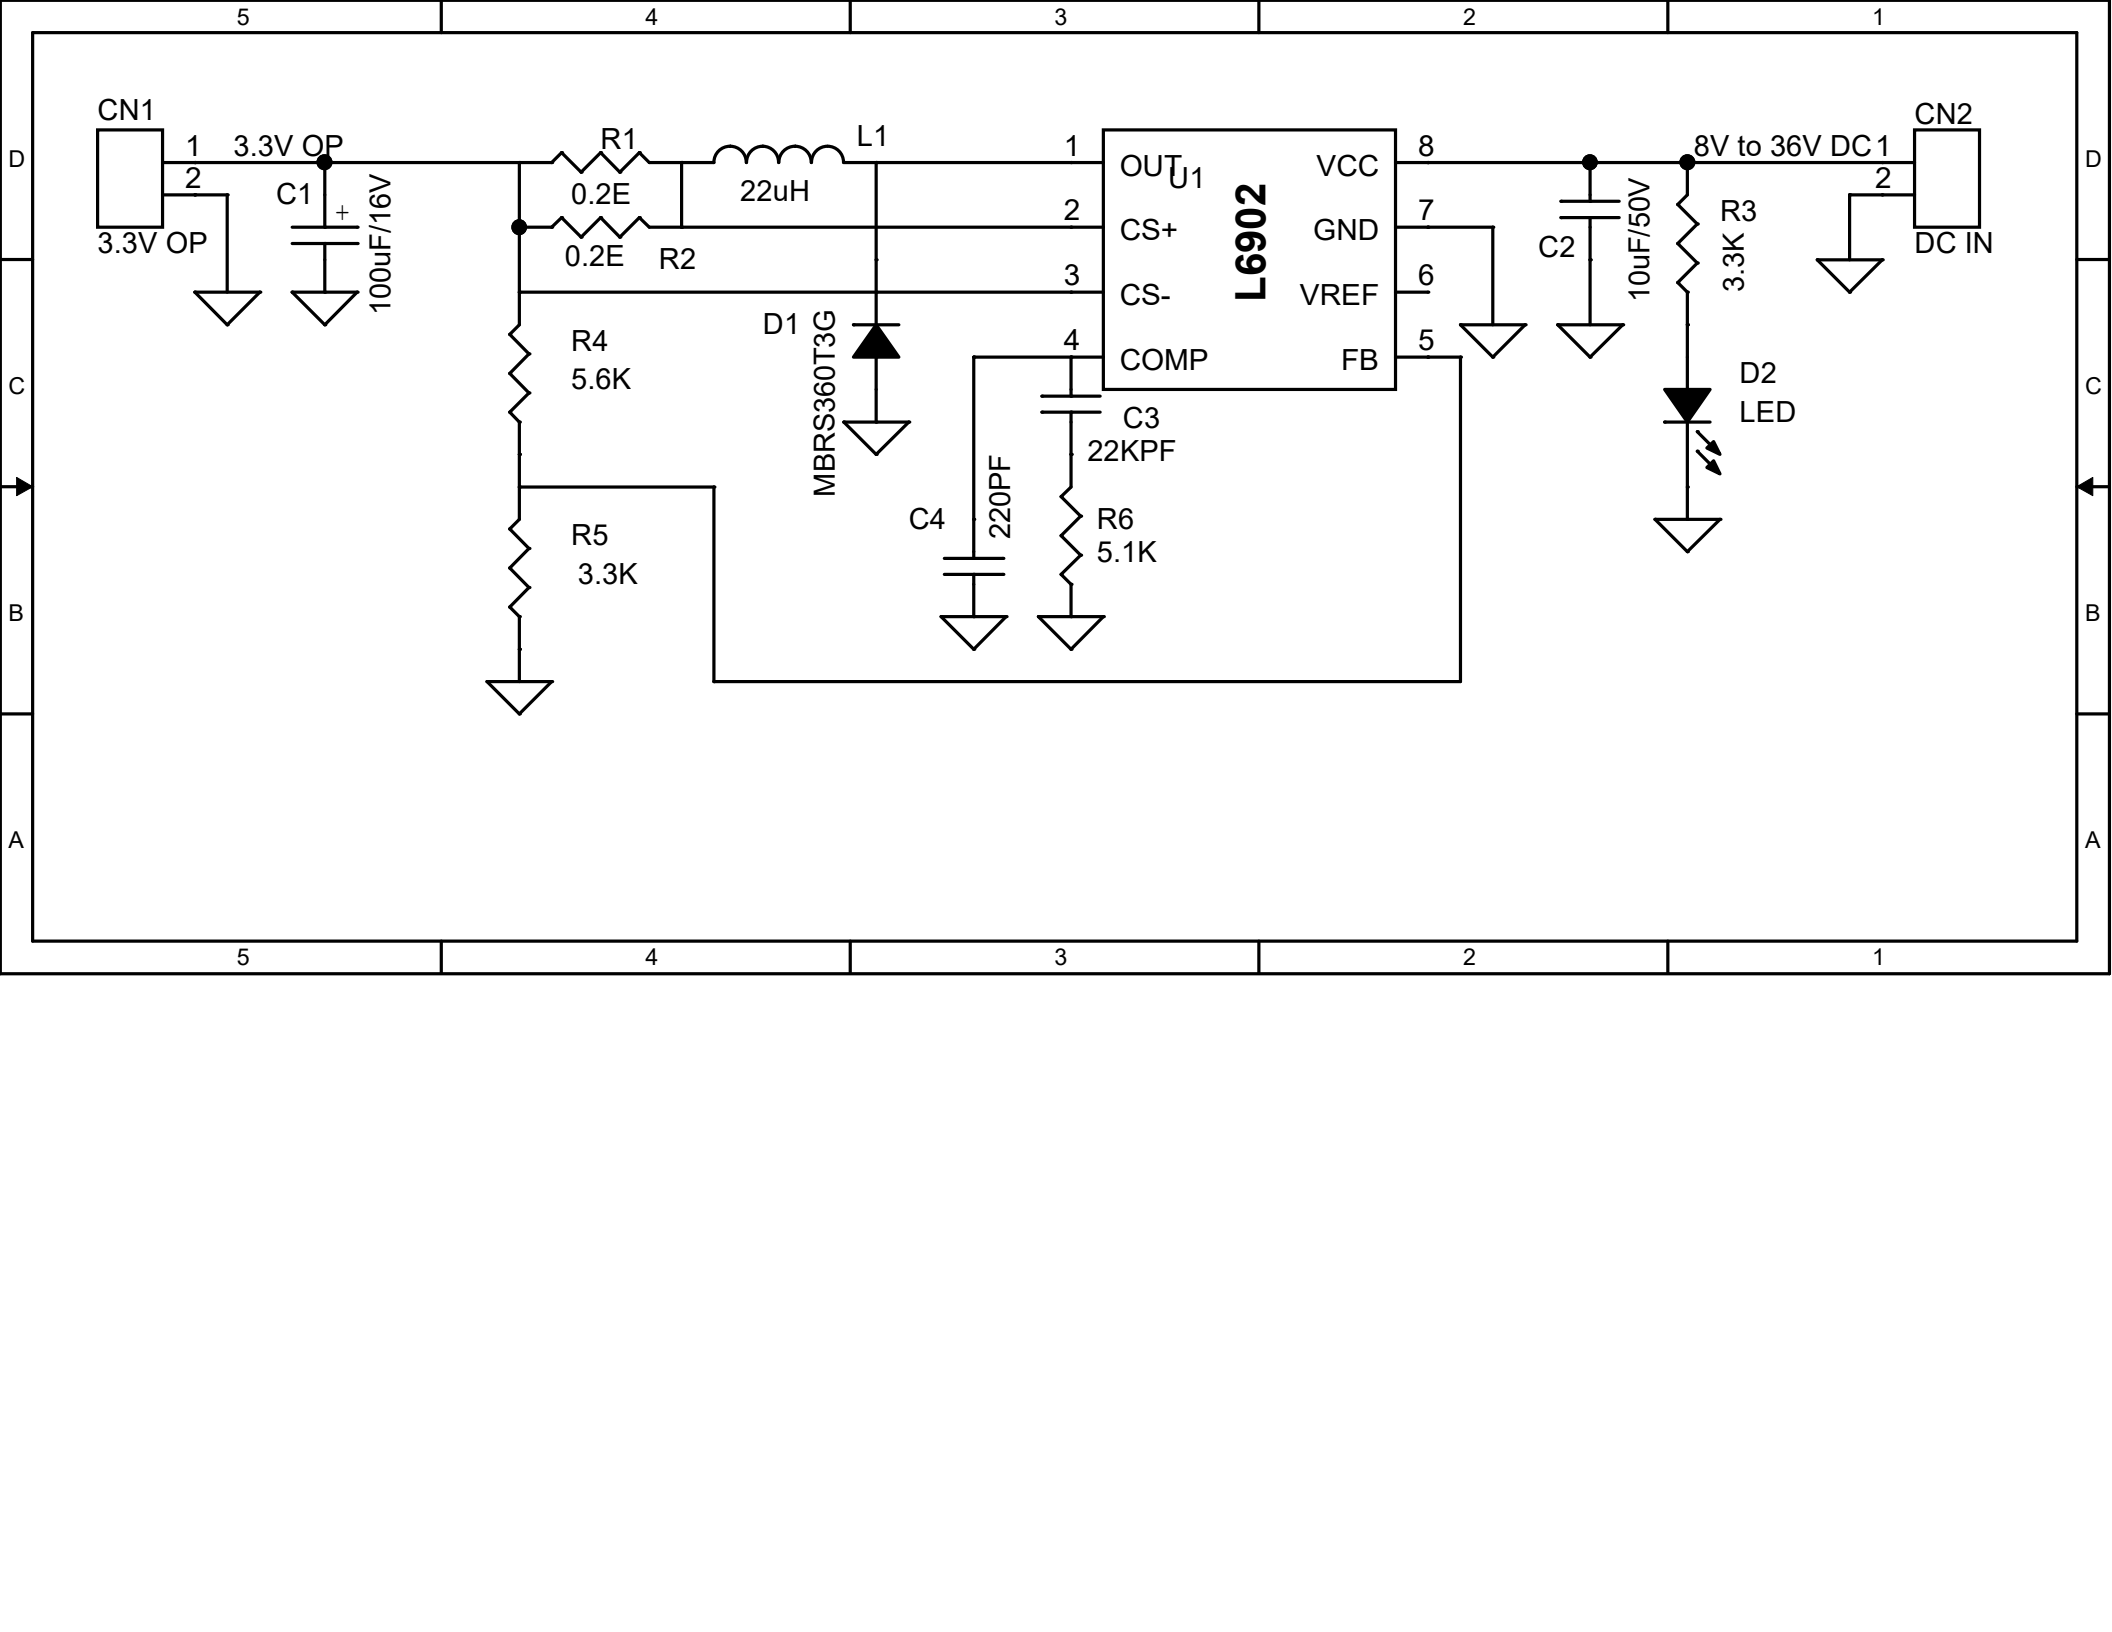 5 4 3 2 1
D
D
CN1
1
2
3.3V OP
3.3V OP
C1
+
100uF/16V
R1
0.2E
0.2E
R2
L1
22uH
1
2
3
4
OUT
CS+
CS-
COMP
U1
L6902
VCC
GND
VREF
FB
8
7
6
5
C2
10uF/50V
8V to 36V DC
R3
3.3K
CN2
1
2
DC IN
R4
5.6K
D1
MBRS360T3G
C3
22KPF
D2
LED
C
C
R5
3.3K
C4
220PF
R6
5.1K
B
B
A
A
5 4 3 2 1